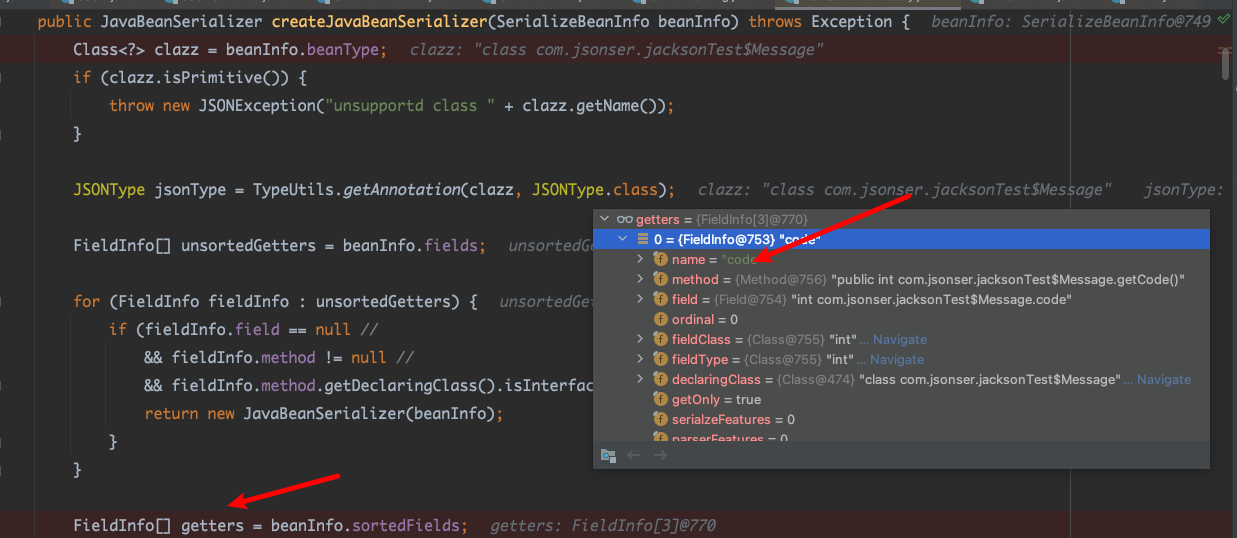 public JavaBeanSerializer createJavaBeanSerializer(SerializeBeanInfo beanInfo) throws Exception { beanInfo: SerializeBeanInfo@749
Class<?> clazz = beanInfo.beanType; clazz: "class com.jsonser.jacksonTest$Message"
if (clazz.isPrimitive()) {
throw new JSONException("unsupportd class " + clazz.getName());
}
JSONType jsonType = TypeUtils.getAnnotation(clazz, JSONType.class); clazz: "class com.jsonser.jacksonTest$Message" jsonType:
FieldInfo[] unsortedGetters = beanInfo.fields; unsortedGe
for (FieldInfo fieldInfo : unsortedGetters) { unsortedGet
if (fieldInfo.field == null //
&& fieldInfo.method != null //
&& fieldInfo.method.getDeclaringClass().isInterfac
return new JavaBeanSerializer(beanInfo);
}
}
FieldInfo[] getters = beanInfo.sortedFields; getters: FieldInfo[3]@770
getters = {FieldInfo[3]@770}
0 = {FieldInfo@753} "code"
name = "code
method = {Method@756} "public int com.jsonser.jacksonTest$Message.getCode()"
field = {Field@754} "int com.jsonser.jacksonTest$Message.code"
ordinal = 0
fieldClass = {Class@755} "int" ... Navigate
fieldType = {Class@755} "int" ... Navigate
declaringClass = {Class@474} "class com.jsonser.jacksonTest$Message" ... Navigate
getOnly = true
serialzeFeatures = 0
parserFeatures = 0